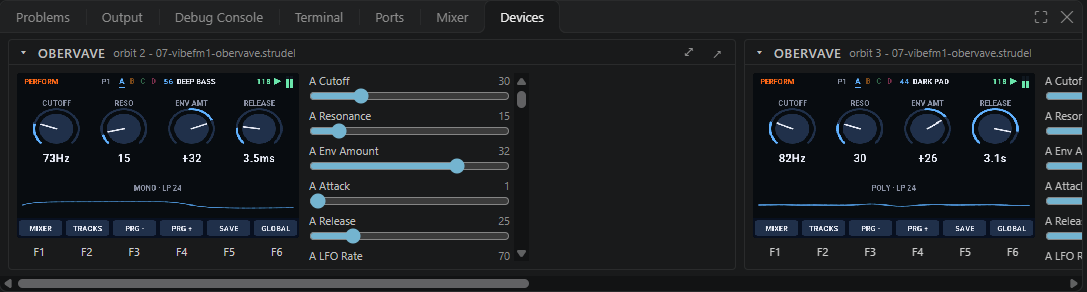 Problems Output Debug Console Terminal Ports Mixer Devices
OBERVAVE orbit 2 - 07-vibefm1-obervave.strudel
PERFORM P1 A B C D 56 DEEP BASS 118
CUTOFF RESO ENV AMT RELEASE
73Hz 15 +32 3.5ms
MONO · LP 24
MIXER TRACKS PRG - PRG + SAVE GLOBAL
F1 F2 F3 F4 F5 F6
A Cutoff 30
A Resonance 15
A Env Amount 32
A Attack 1
A Release 25
A LFO Rate 70
OBERVAVE orbit 3 - 07-vibefm1-obervave.strudel
PERFORM P1 A B C D 44 DARK PAD 118
CUTOFF RESO ENV AMT RELEASE
82Hz 30 +26 3.1s
POLY · LP 24
MIXER TRACKS PRG - PRG + SAVE GLOBAL
F1 F2 F3 F4 F5 F6
A Cutoff
A Reson
A Env A
A Attack
A Releas
A LFO R